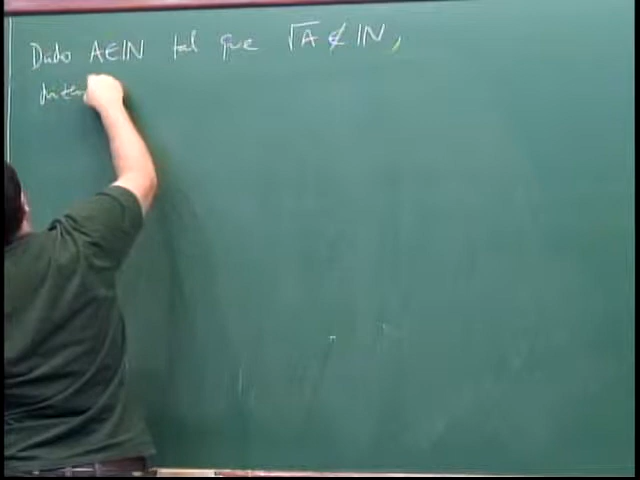 Dado A∈ℕ tal que √A ∉ ℕ,